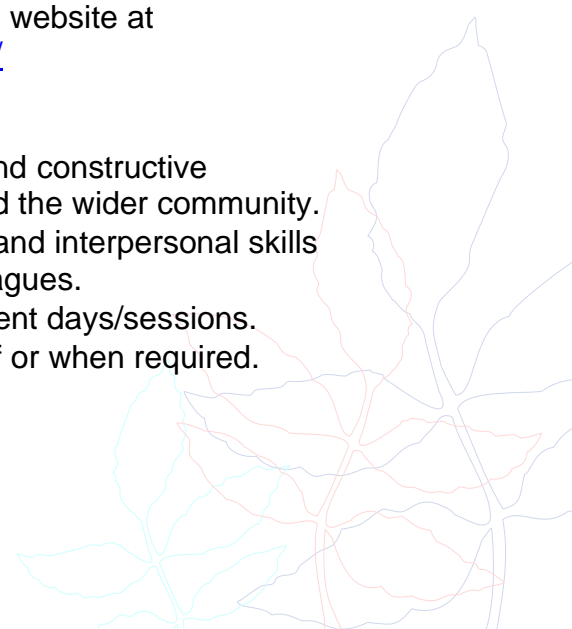 website at
/
nd constructive
d the wider community.
and interpersonal skills
agues.
ent days/sessions.
f or when required.